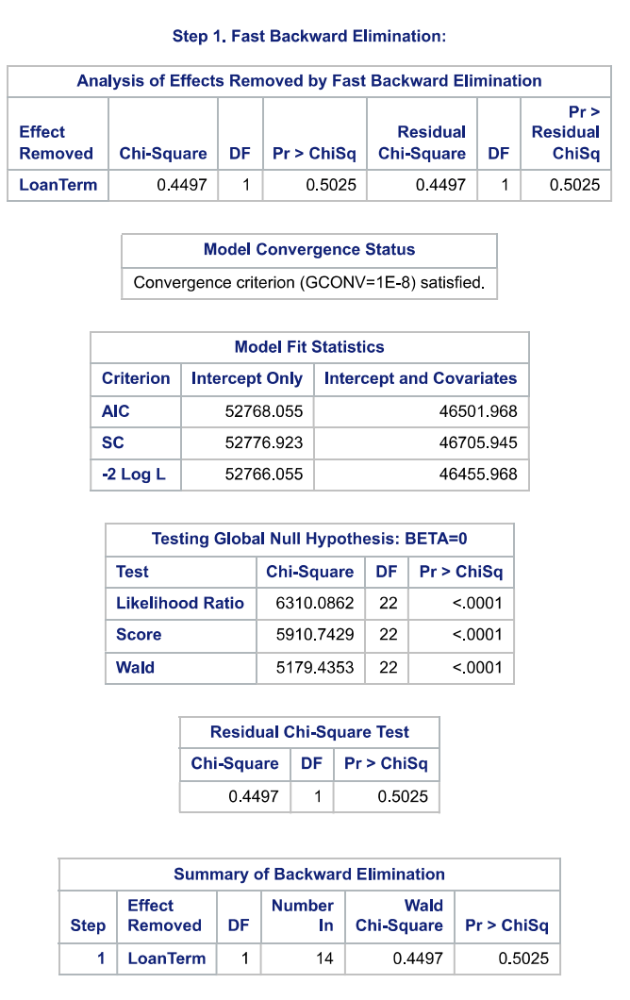 Step 1. Fast Backward Elimination:
Analysis of Effects Removed by Fast Backward Elimination
Effect Removed Chi-Square DF Pr > ChiSq Residual Chi-Square DF Pr > Residual ChiSq
LoanTerm 0.4497 1 0.5025 0.4497 1 0.5025
Model Convergence Status
Convergence criterion (GCONV=1E-8) satisfied.
Model Fit Statistics
Criterion Intercept Only Intercept and Covariates
AIC 52768.055 46501.968
SC 52776.923 46705.945
-2 Log L 52766.055 46455.968
Testing Global Null Hypothesis: BETA=0
Test Chi-Square DF Pr > ChiSq
Likelihood Ratio 6310.0862 22 <.0001
Score 5910.7429 22 <.0001
Wald 5179.4353 22 <.0001
Residual Chi-Square Test
Chi-Square DF Pr > ChiSq
0.4497 1 0.5025
Summary of Backward Elimination
Step Effect Removed DF Number In Wald Chi-Square Pr > ChiSq
1 LoanTerm 1 14 0.4497 0.5025